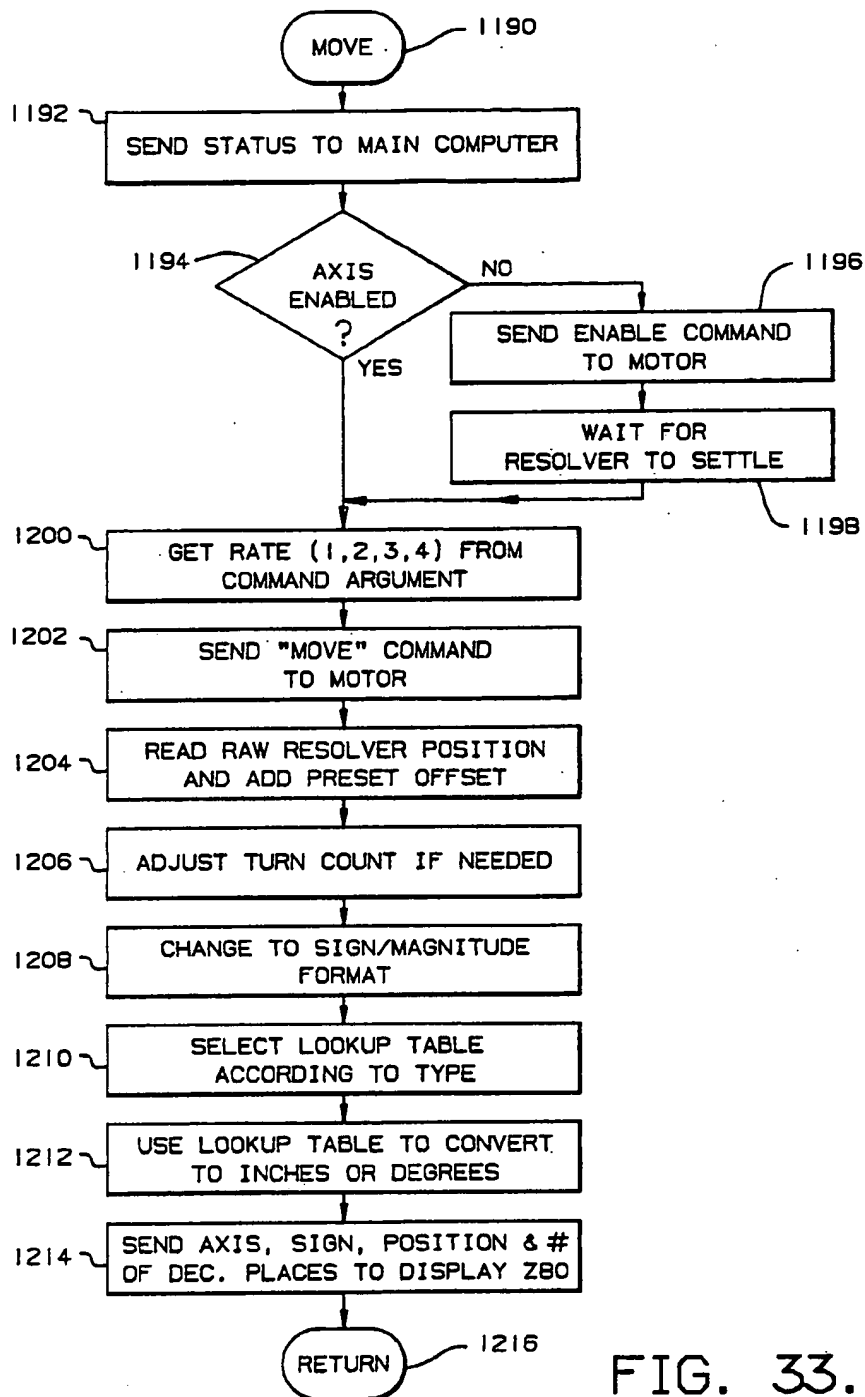 MOVE
1190
1192
SEND STATUS TO MAIN COMPUTER
1194
AXIS
ENABLED
?
NO
YES
1196
SEND ENABLE COMMAND
TO MOTOR
WAIT FOR
RESOLVER TO SETTLE
1198
1200
GET RATE (1,2,3,4) FROM
COMMAND ARGUMENT
1202
SEND "MOVE" COMMAND
TO MOTOR
1204
READ RAW RESOLVER POSITION
AND ADD PRESET OFFSET
1206
ADJUST TURN COUNT IF NEEDED
1208
CHANGE TO SIGN/MAGNITUDE
FORMAT
1210
SELECT LOOKUP TABLE
ACCORDING TO TYPE
1212
USE LOOKUP TABLE TO CONVERT
TO INCHES OR DEGREES
1214
SEND AXIS, SIGN, POSITION & #
OF DEC. PLACES TO DISPLAY Z80
RETURN
1216
FIG. 33.